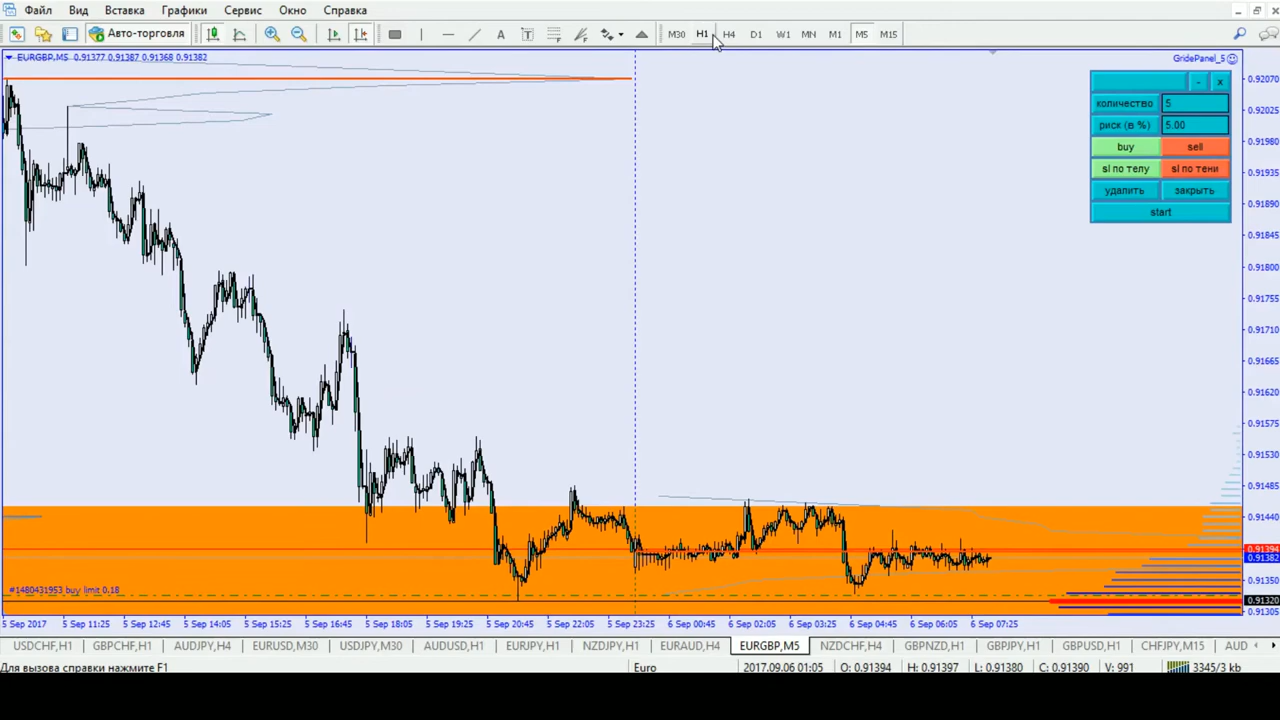 Файл Вид Вставка Графики Сервис Окно Справка
Авто-торговля A T M30 H1 H4 D1 W1 MN M1 M5 M15
EURGBP,M5 0.91377 0.91387 0.91368 0.91382
GridePanel_5
- x
количество 5
риск (в %) 5.00
buy sell
sl по телу sl по тени
удалить закрыть
start
0.92070
0.92025
0.91980
0.91935
0.91890
0.91845
0.91800
0.91755
0.91710
0.91665
0.91620
0.91575
0.91530
0.91485
0.91440
0.91394
0.91382
0.91350
0.91320
0.91305
#1480431953 buy limit 0.18
5 Sep 2017 5 Sep 11:25 5 Sep 12:45 5 Sep 14:05 5 Sep 15:25 5 Sep 16:45 5 Sep 18:05 5 Sep 19:25 5 Sep 20:45 5 Sep 22:05 5 Sep 23:25 6 Sep 00:45 6 Sep 02:05 6 Sep 03:25 6 Sep 04:45 6 Sep 06:05 6 Sep 07:25
USDCHF,H1 GBPCHF,H1 AUDJPY,H4 EURUSD,M30 USDJPY,M30 AUDUSD,H1 EURJPY,H1 NZDJPY,H1 EURAUD,H4 EURGBP,M5 NZDCHF,H4 GBPNZD,H1 GBPJPY,H1 GBPUSD,H1 CHFJPY,M15 AUD
Для вызова справки нажмите F1 Euro 2017.09.06 01:05 O: 0.91394 H: 0.91397 L: 0.91380 C: 0.91390 V: 991 3345/3 kb